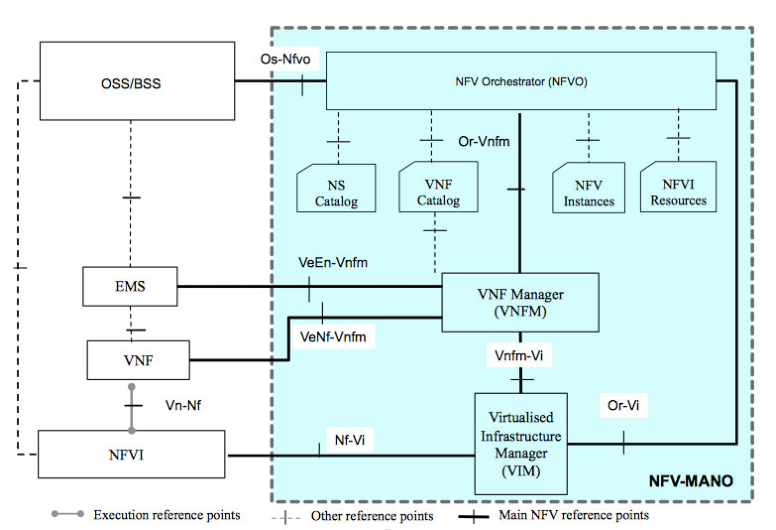 Os-Nfvo
OSS/BSS
NFV Orchestrator (NFVO)
Or-Vnfm
NS
Catalog
VNF
Catalog
NFV
Instances
NFVI
Resources
VeEn-Vnfm
EMS
VNF Manager
(VNFM)
VeNf-Vnfm
VNF
Vnfm-Vi
Vn-Nf
Or-Vi
Virtualised
Infrastructure
Manager
(VIM)
Nf-Vi
NFVI
NFV-MANO
Execution reference points
Other reference points
Main NFV reference points